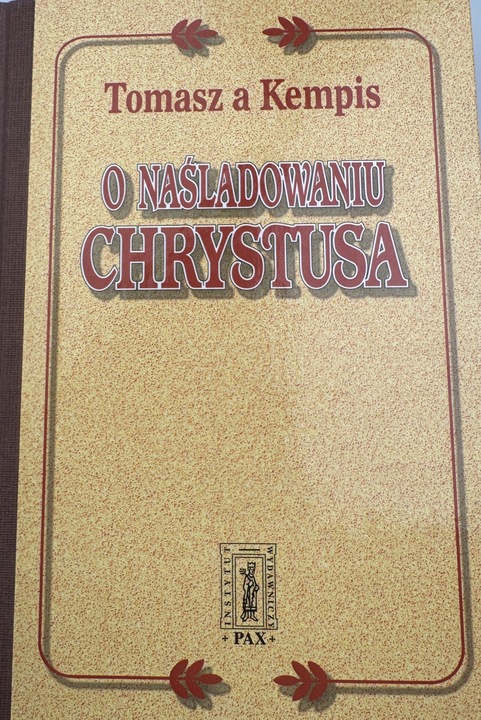 Tomasz a Kempis
O NAŚLADOWANIU
CHRYSTUSA
INSTYTUT
WYDAWNICZY
+ PAX +